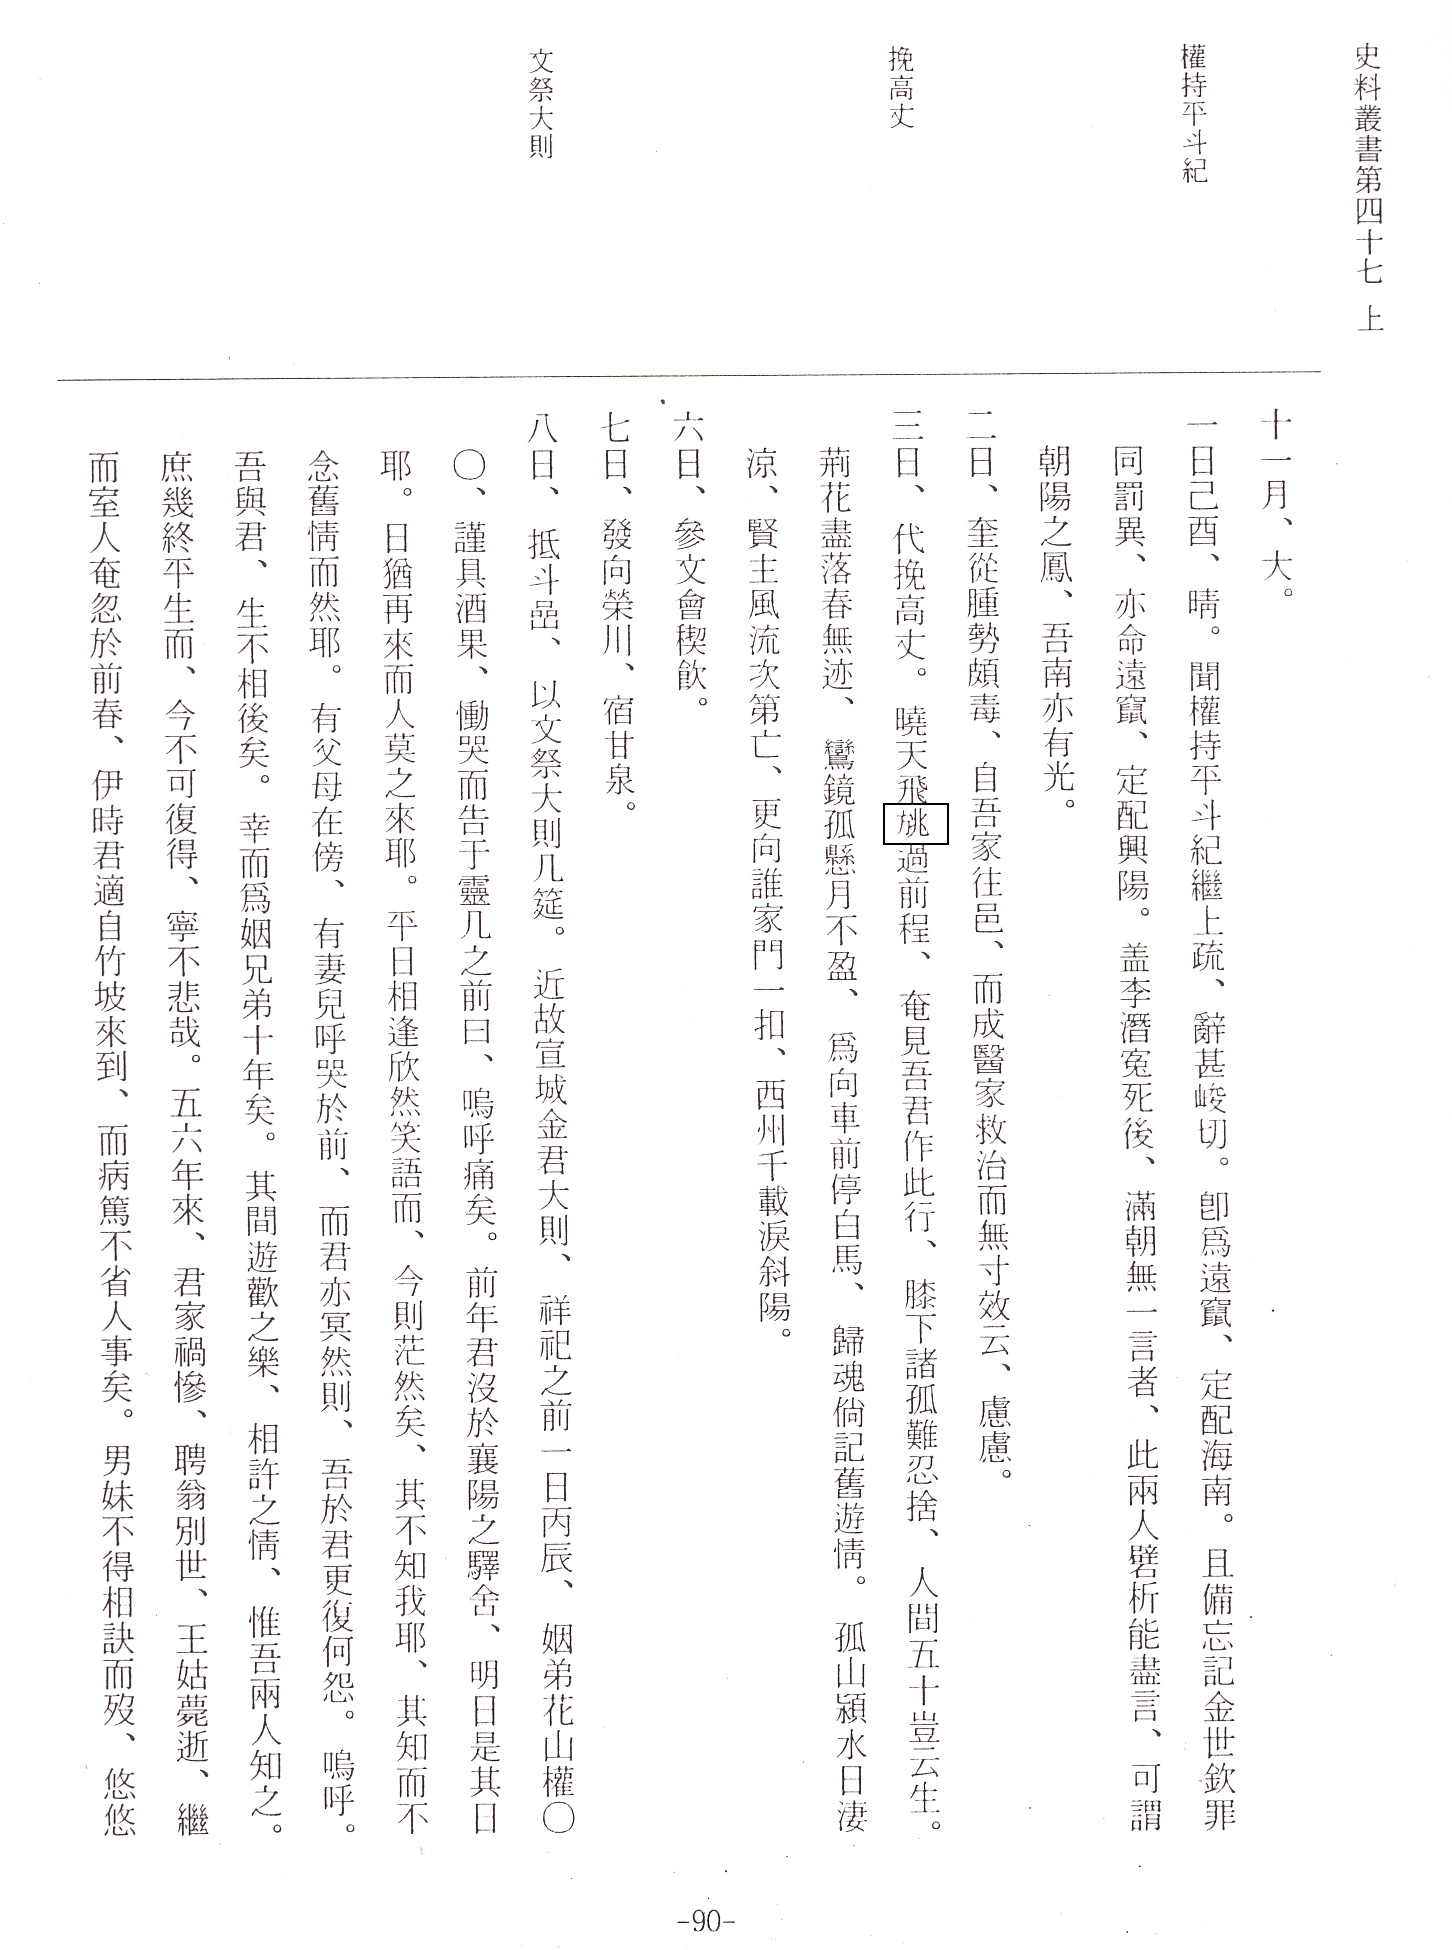 史料叢書第四十七 上
權持平斗紀
挽高丈
文祭大則
十一月、大。
一日己酉、晴。聞權持平斗紀繼上疏、辭甚峻切。卽爲遠竄、定配海南。且備忘記金世欽罪
同罰異、亦命遠竄、定配興陽。盖李潛寃死後、滿朝無一言者、此兩人劈析能盡言、可謂
朝陽之鳳、吾南亦有光。
二日、奎從腫勢頗毒、自吾家往邑、而成醫家救治而無寸效云、慮慮。
三日、代挽高丈。曉天飛旐過前程、奄見吾君作此行、膝下諸孤難忍捨、人間五十豈云生。
荊花盡落春無迹、鸞鏡孤懸月不盈、爲向車前停白馬、歸魂倘記舊遊情。孤山潁水日凄
涼、賢主風流次第亡、更向誰家門一扣、西州千載淚斜陽。
六日、參文會稧飮。
七日、發向榮川、宿甘泉。
八日、抵斗嵒、以文祭大則几筵。近故宣城金君大則、祥祀之前一日丙辰、姻弟花山權〇
〇、謹具酒果、慟哭而告于靈几之前曰、嗚呼痛矣。前年君沒於襄陽之驛舍、明日是其日
耶。日猶再來而人莫之來耶。平日相逢欣然笑語而、今則茫然矣、其不知我耶、其知而不
念舊情而然耶。有父母在傍、有妻兒呼哭於前、而君亦冥然則、吾於君更復何怨。嗚呼。
吾與君、生不相後矣。幸而爲姻兄弟十年矣。其間遊歡之樂、相許之情、惟吾兩人知之。
庶幾終平生而、今不可復得、寧不悲哉。五六年來、君家禍慘、聘翁別世、王姑薨逝、繼
而室人奄忽於前春、伊時君適自竹坡來到、而病篤不省人事矣。男妹不得相訣而歿、悠悠
-90-